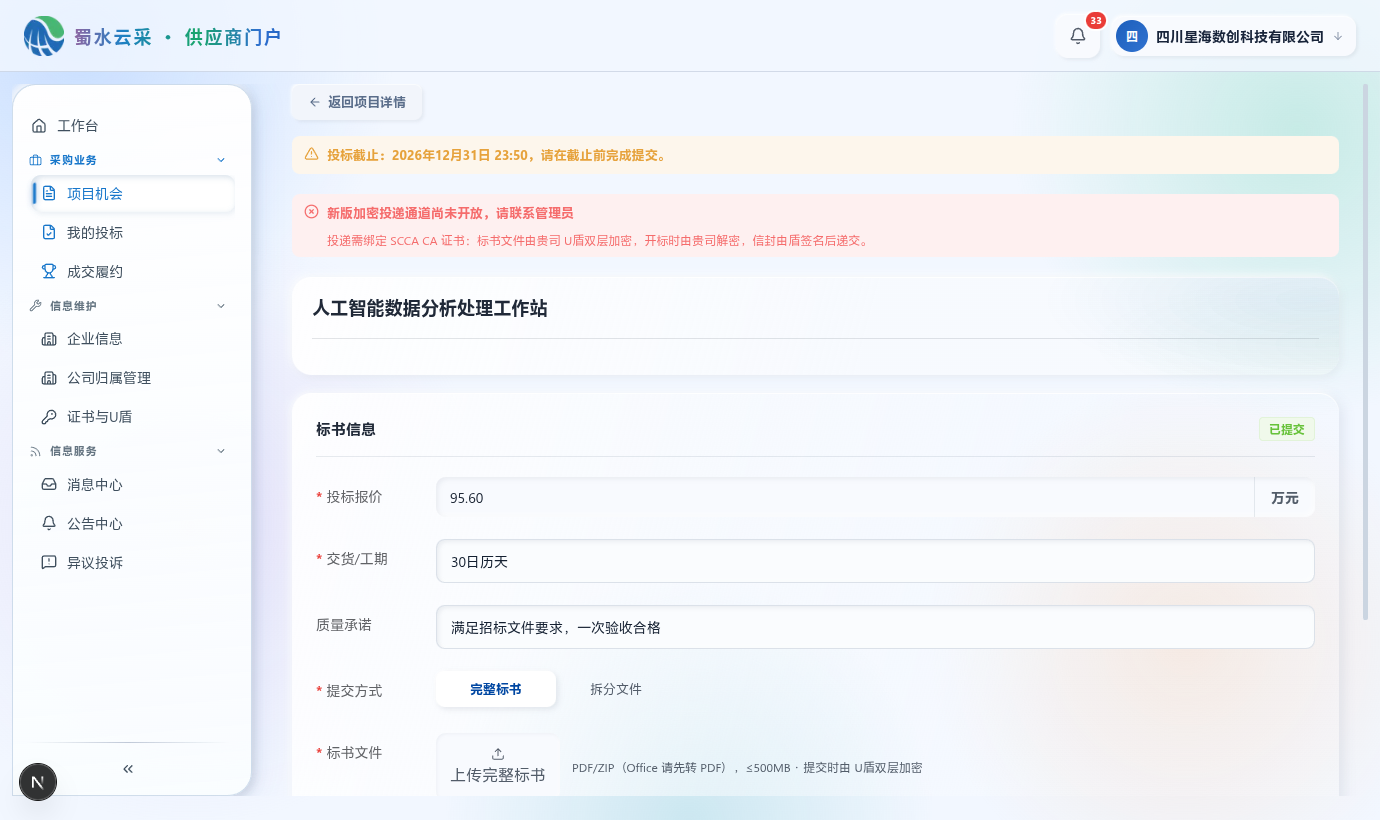 蜀水云采 · 供应商门户
33
四
四川星海数创科技有限公司
工作台
采购业务
项目机会
我的投标
成交履约
信息维护
企业信息
公司归属管理
证书与U盾
信息服务
消息中心
公告中心
异议投诉
N
返回项目详情
投标截止：2026年12月31日 23:50，请在截止前完成提交。
新版加密投递通道尚未开放，请联系管理员
投递需绑定 SCCA CA 证书：标书文件由贵司 U盾双层加密，开标时由贵司解密，信封由盾签名后递交。
人工智能数据分析处理工作站
标书信息
已提交
* 投标报价
95.60
万元
* 交货/工期
30日历天
质量承诺
满足招标文件要求，一次验收合格
* 提交方式
完整标书
拆分文件
* 标书文件
上传完整标书
PDF/ZIP（Office 请先转 PDF），≤500MB · 提交时由 U盾双层加密